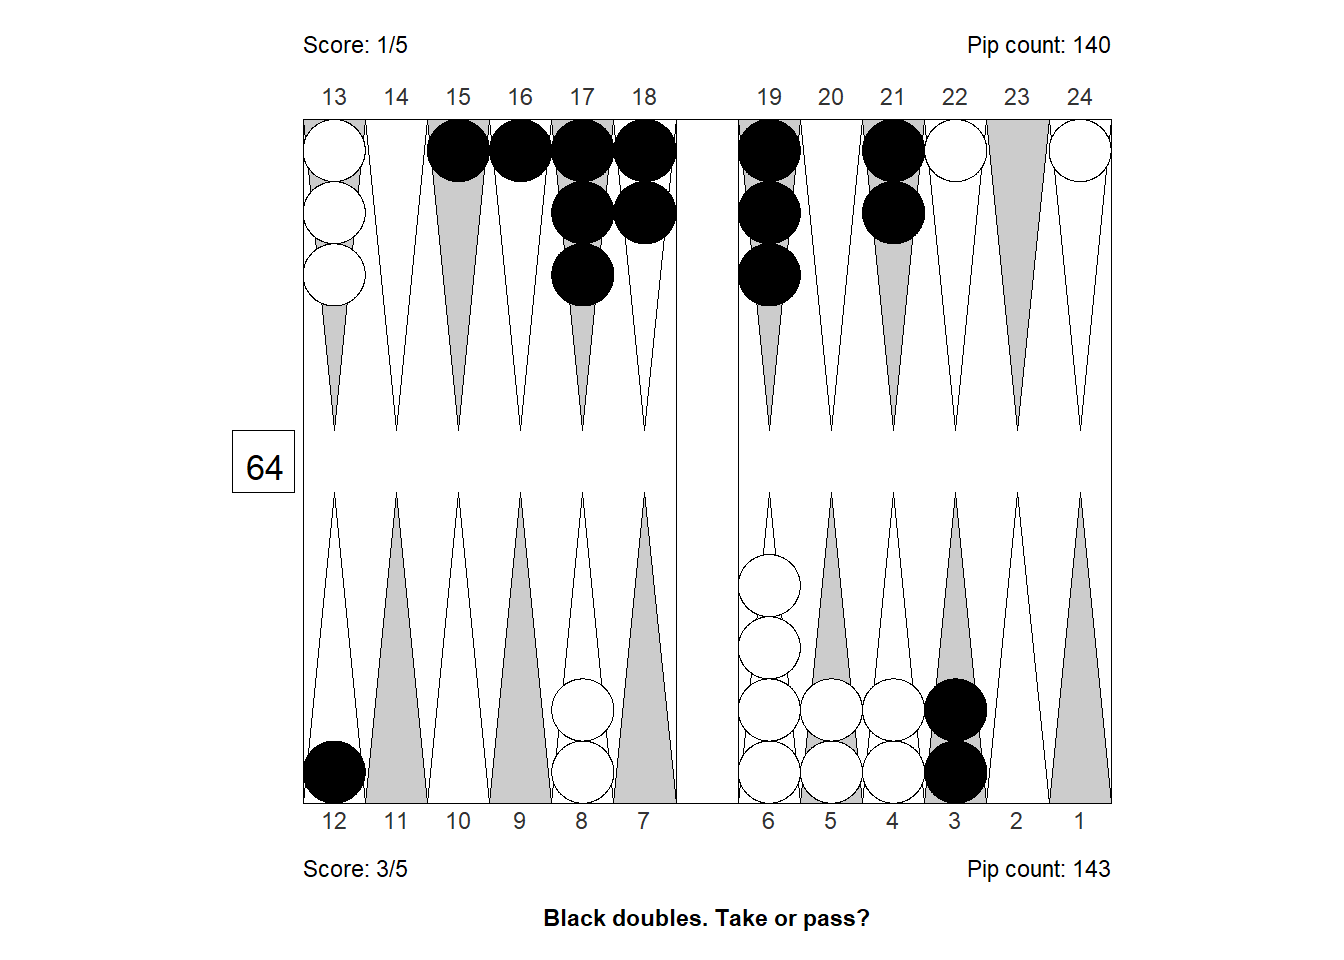 Score: 1/5 Pip count: 140
13 14 15 16 17 18 19 20 21 22 23 24
64
12 11 10 9 8 7 6 5 4 3 2 1
Score: 3/5 Pip count: 143
Black doubles. Take or pass?